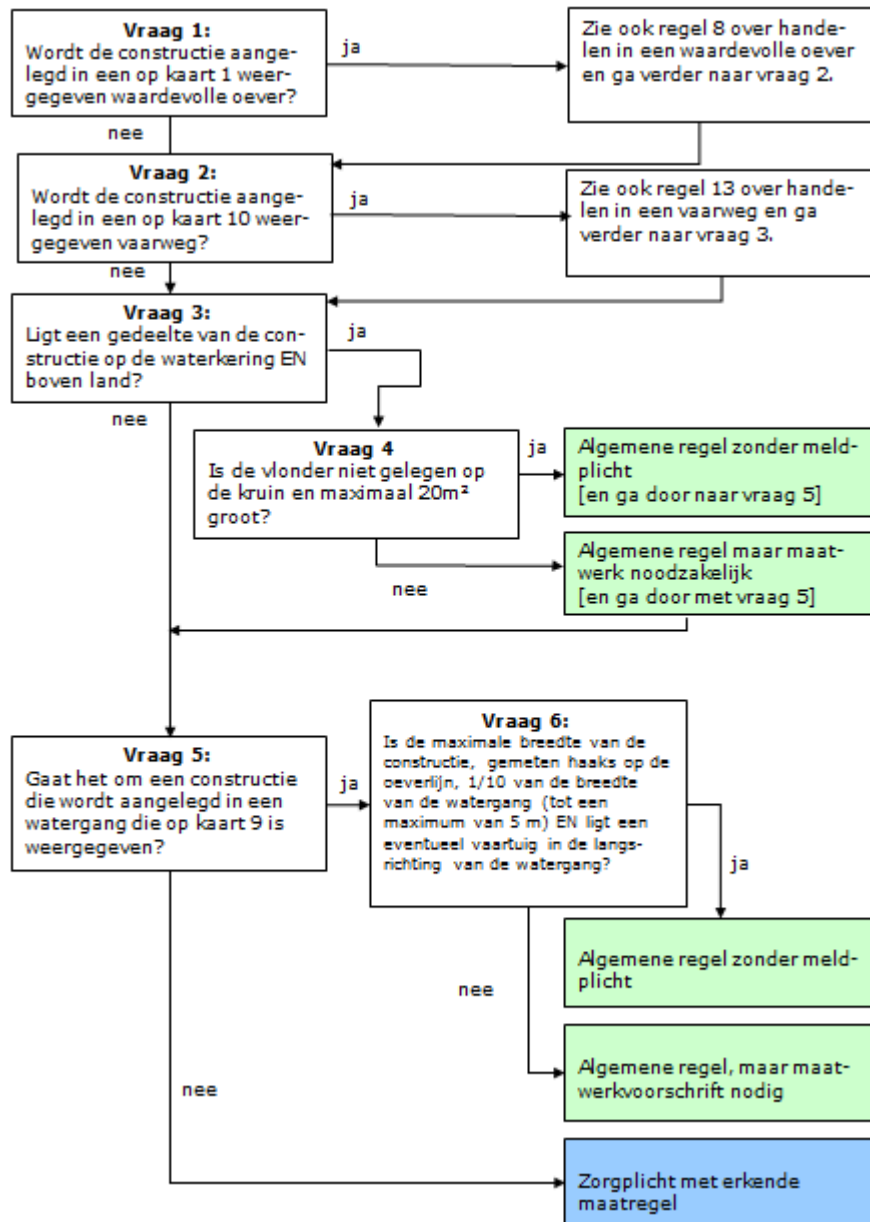 Vraag 1:
Wordt de constructie aange-
legd in een op kaart 1 weer-
gegeven waardevolle oever?
ja
Zie ook regel 8 over hande-
len in een waardevolle oever
en ga verder naar vraag 2.
nee
Vraag 2:
Wordt de constructie aange-
legd in een op kaart 10 weer-
gegeven vaarweg?
ja
Zie ook regel 13 over hande-
len in een vaarweg en ga
verder naar vraag 3.
nee
Vraag 3:
Ligt een gedeelte van de con-
structie op de waterkering EN
boven land?
ja
nee
Vraag 4
Is de vlonder niet gelegen op
de kruin en maximaal 20m²
groot?
ja
Algemene regel zonder meld-
plicht
[en ga door naar vraag 5]
nee
Algemene regel maar maat-
werk noodzakelijk
[en ga door met vraag 5]
Vraag 5:
Gaat het om een constructie
die wordt aangelegd in een
watergang die op kaart 9 is
weergegeven?
ja
Vraag 6:
Is de maximale breedte van de
constructie, gemeten haaks op de
oeverlijn, 1/10 van de breedte
van de watergang (tot een
maximum van 5 m) EN ligt een
eventueel vaartuig in de langs-
richting van de watergang?
ja
Algemene regel zonder meld-
plicht
nee
Algemene regel, maar maat-
werkvoorschrift nodig
nee
Zorgplicht met erkende
maatregel